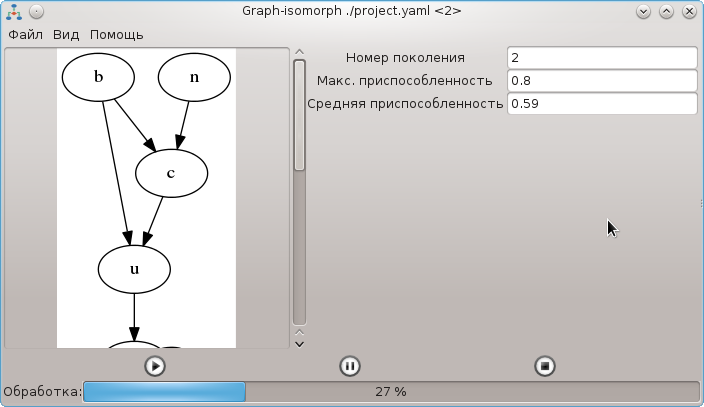 Graph-isomorph ./project.yaml <2>
Файл Вид Помощь
b n
c
u
Номер поколения 2
Макс. приспособленность 0.8
Средняя приспособленность 0.59
Обработка: 27 %